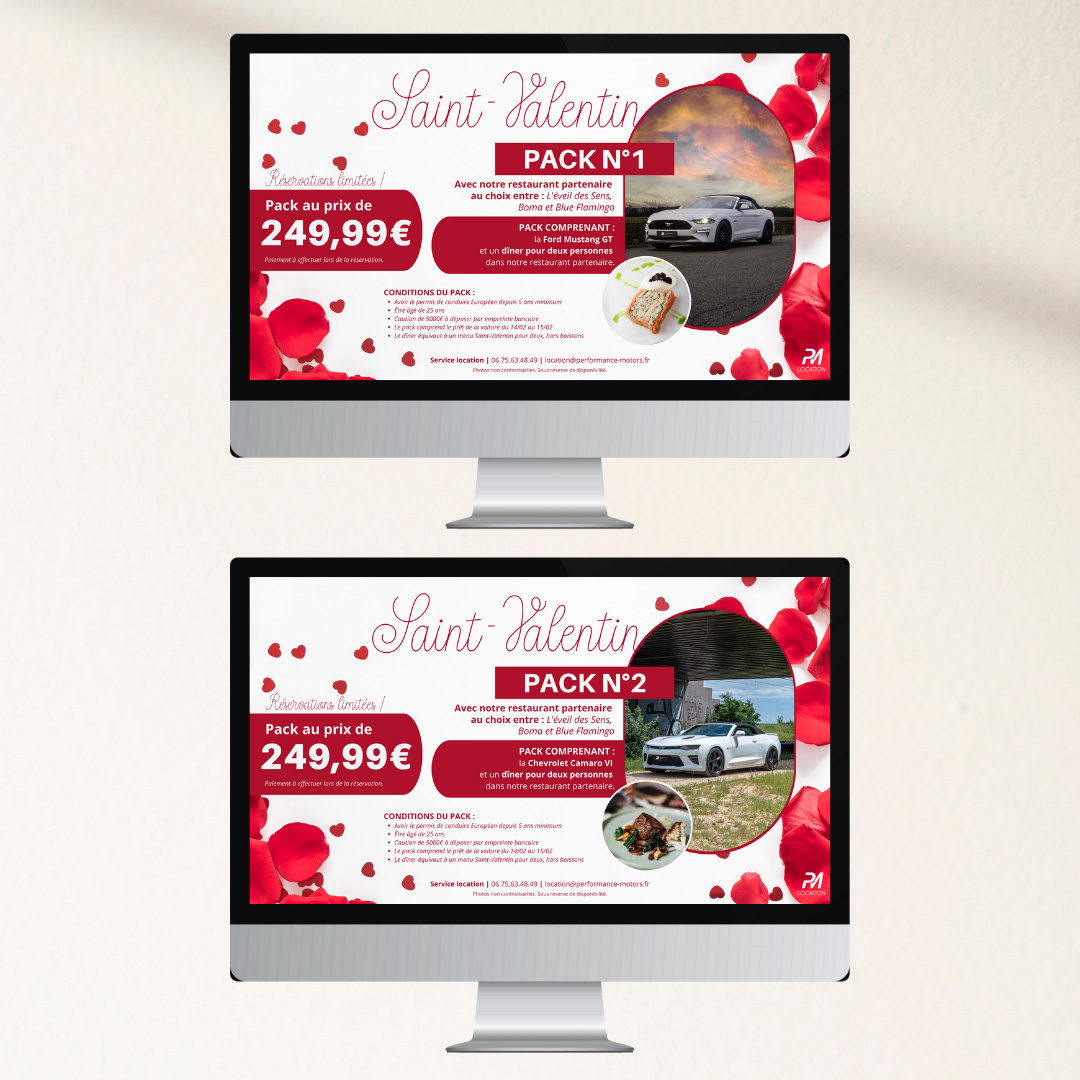 Saint-Valentin
PACK N°1
Réservations limitées !
Pack au prix de
249,99€
Paiement à effectuer lors de la réservation.
Avec notre restaurant partenaire
au choix entre : L'éveil des Sens,
Boma et Blue Flamingo
PACK COMPRENANT :
la Ford Mustang GT
et un dîner pour deux personnes
dans notre restaurant partenaire.
CONDITIONS DU PACK :
• Avoir le permis de conduire Européen depuis 5 ans minimum
• Être âgé de 25 ans
• Caution de 5000€ à déposer par empreinte bancaire
• Le pack comprend le prêt de la voiture du 14/02 au 15/02
• Le dîner équivaut à un menu Saint-Valentin pour deux, hors boissons
Service location | 06.75.63.48.49 | location@performance-motors.fr
Photos non contractuelles. Sous réserve de disponibilité.
PM
LOCATION
Saint-Valentin
PACK N°2
Réservations limitées !
Pack au prix de
249,99€
Paiement à effectuer lors de la réservation.
Avec notre restaurant partenaire
au choix entre : L'éveil des Sens,
Boma et Blue Flamingo
PACK COMPRENANT :
la Chevrolet Camaro VI
et un dîner pour deux personnes
dans notre restaurant partenaire.
CONDITIONS DU PACK :
• Avoir le permis de conduire Européen depuis 5 ans minimum
• Être âgé de 25 ans
• Caution de 5000€ à déposer par empreinte bancaire
• Le pack comprend le prêt de la voiture du 14/02 au 15/02
• Le dîner équivaut à un menu Saint-Valentin pour deux, hors boissons
Service location | 06.75.63.48.49 | location@performance-motors.fr
Photos non contractuelles. Sous réserve de disponibilité.
PM
LOCATION